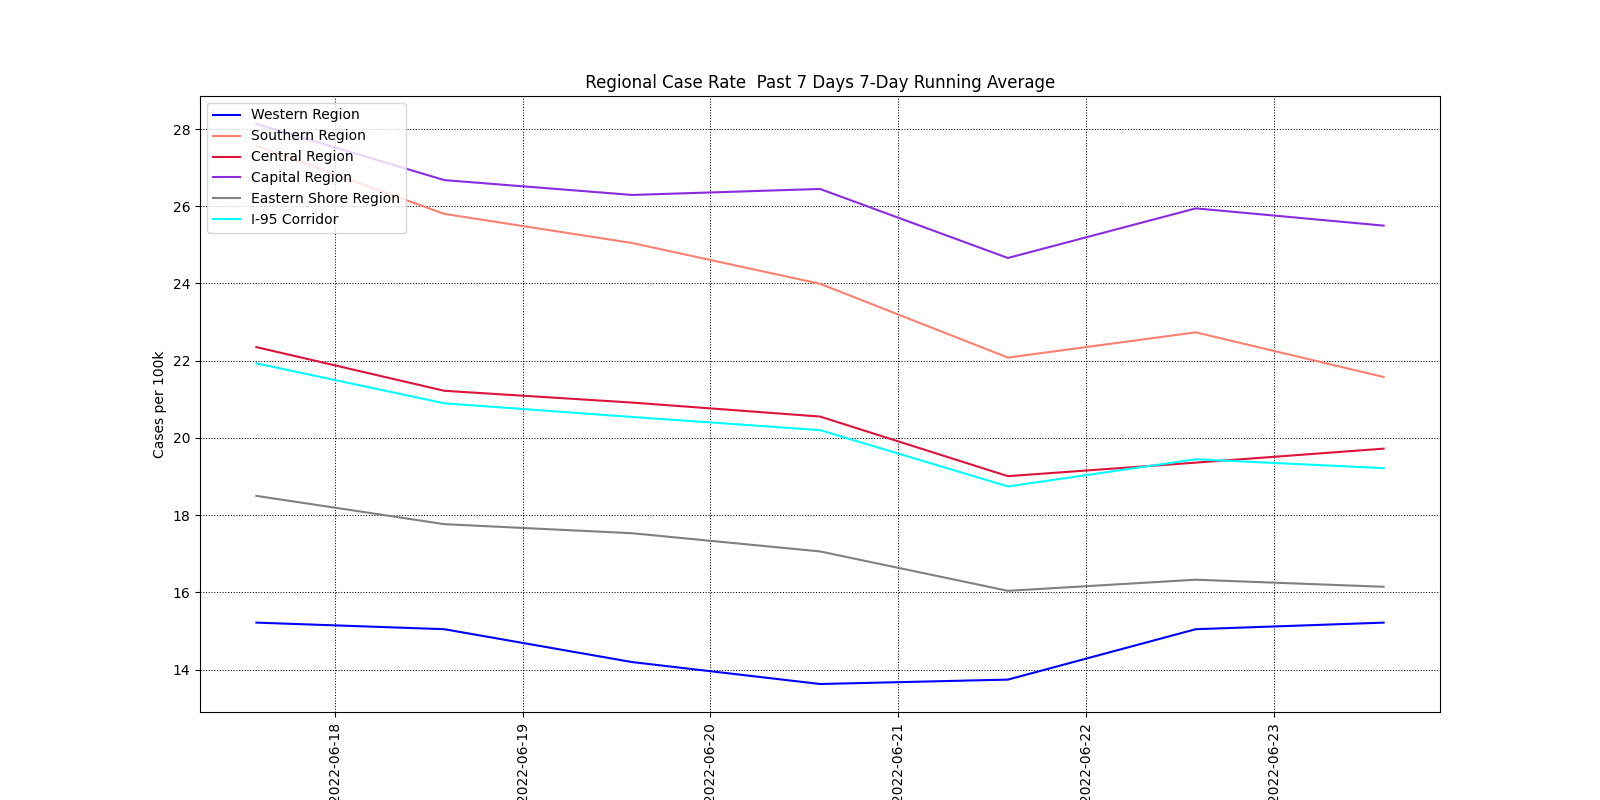 Regional Case Rate  Past 7 Days 7-Day Running Average
Western Region
Southern Region
Central Region
Capital Region
Eastern Shore Region
I-95 Corridor
Cases per 100k
28
26
24
22
20
18
16
14
2022-06-18
2022-06-19
2022-06-20
2022-06-21
2022-06-22
2022-06-23